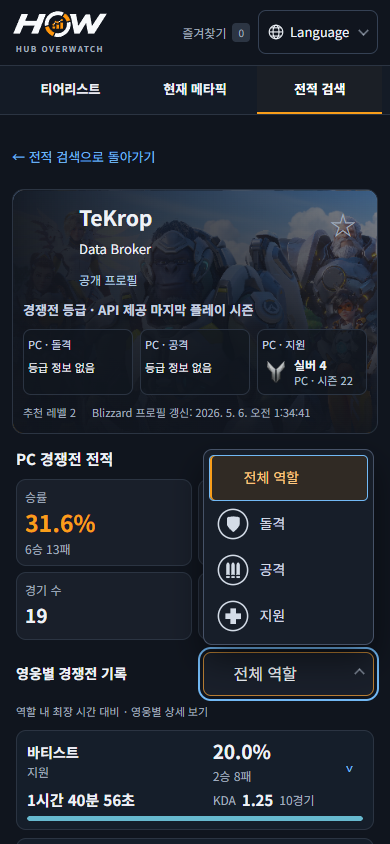 HOW
HUB OVERWATCH
즐겨찾기 0
Language
티어리스트 현재 메타픽 전적 검색
← 전적 검색으로 돌아가기
TeKrop
Data Broker
공개 프로필
경쟁전 등급 · API 제공 마지막 플레이 시즌
PC · 돌격
등급 정보 없음
PC · 공격
등급 정보 없음
PC · 지원
실버 4
PC · 시즌 22
추천 레벨 2 Blizzard 프로필 갱신: 2026. 5. 6. 오전 1:34:41
PC 경쟁전 전적
승률
31.6%
6승 13패
경기 수
19
전체 역할
돌격
공격
지원
영웅별 경쟁전 기록
전체 역할
역할 내 최장 시간 대비 · 영웅별 상세 보기
바티스트
지원
1시간 40분 56초
20.0%
2승 8패
KDA 1.25 10경기
v